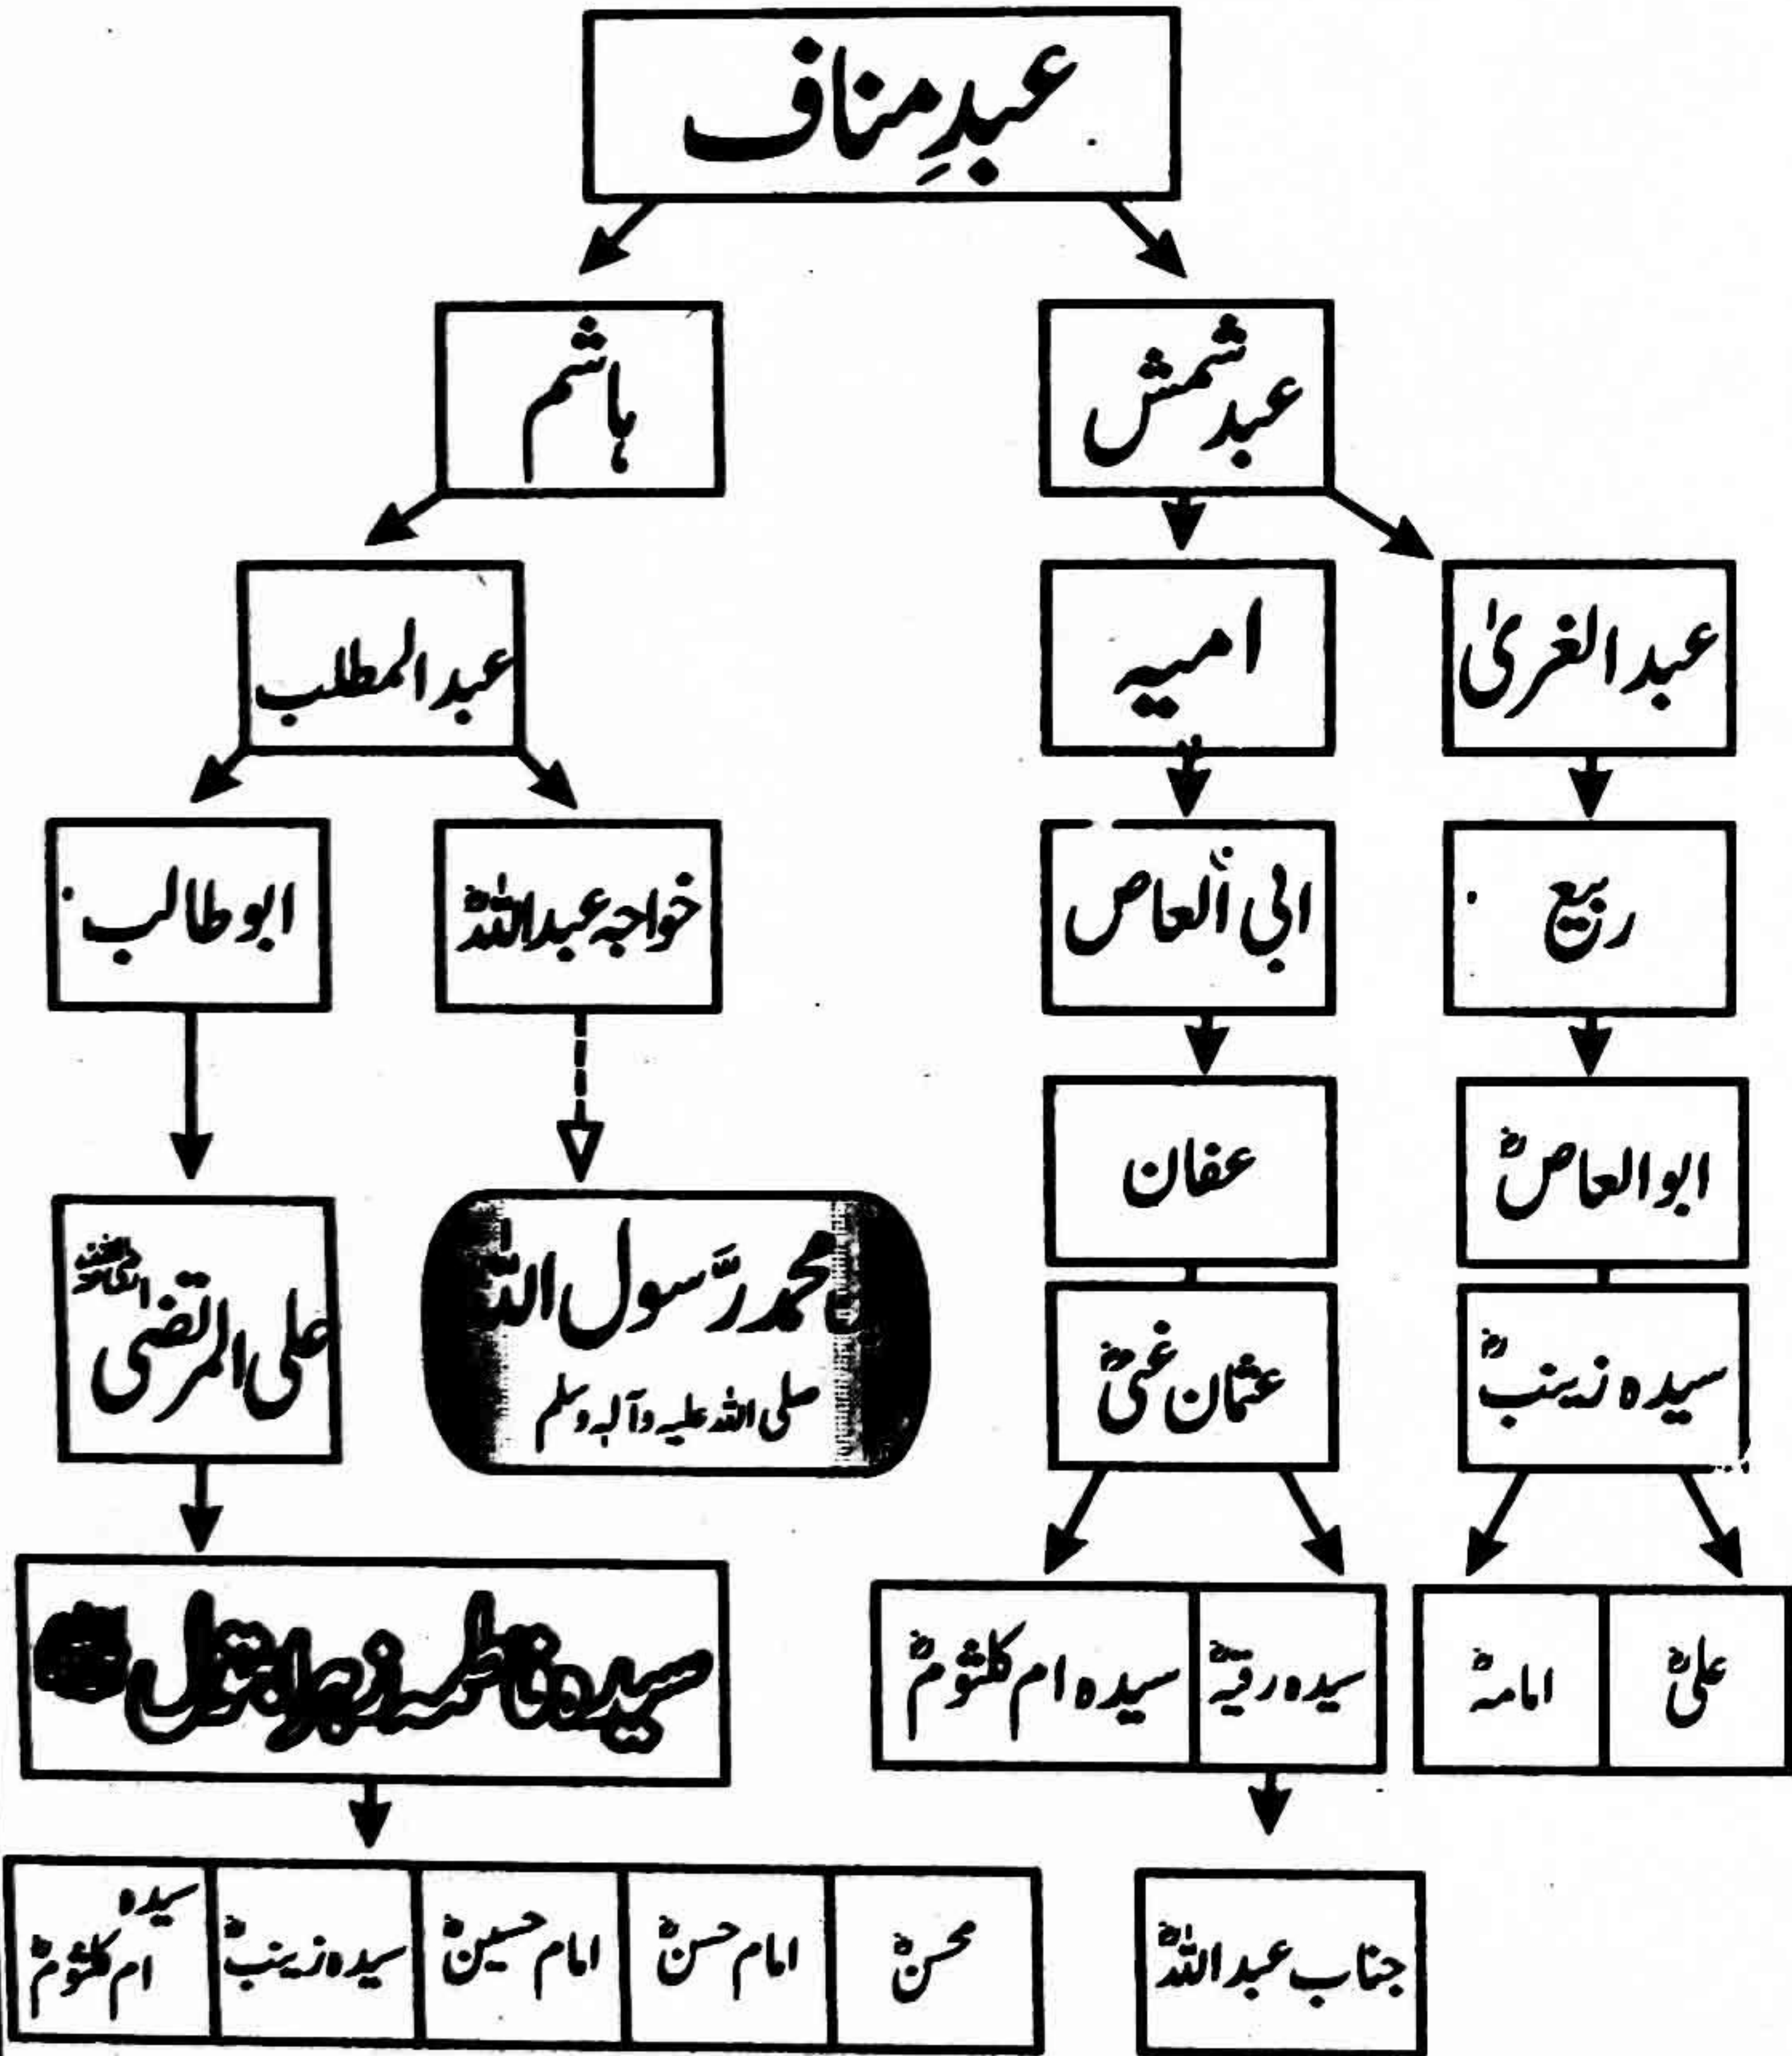 عبدِ مناف
عبد شمش
ہاشم
عبد الغریٰ
امیہ
عبد المطلب
ربیع
ابی العاص
خواجہ عبد اللہؓ
ابو طالب
ابو العاصؓ
عفان
محمد رَّسول اللہ
صلی اللہ علیہ وآلہ وسلم
علی المرتضی
سیدہ زینبؓ
عثمان غنیؓ
علیؓ
امامہؓ
سیدہ رقیہؓ
سیدہ ام کلثومؓ
سیدہ فاطمہ زہرا بتول
جناب عبد اللہؓ
محسنؓ
امام حسنؓ
امام حسینؓ
سیدہ زینبؓ
سیدہ
ام کلثومؓ